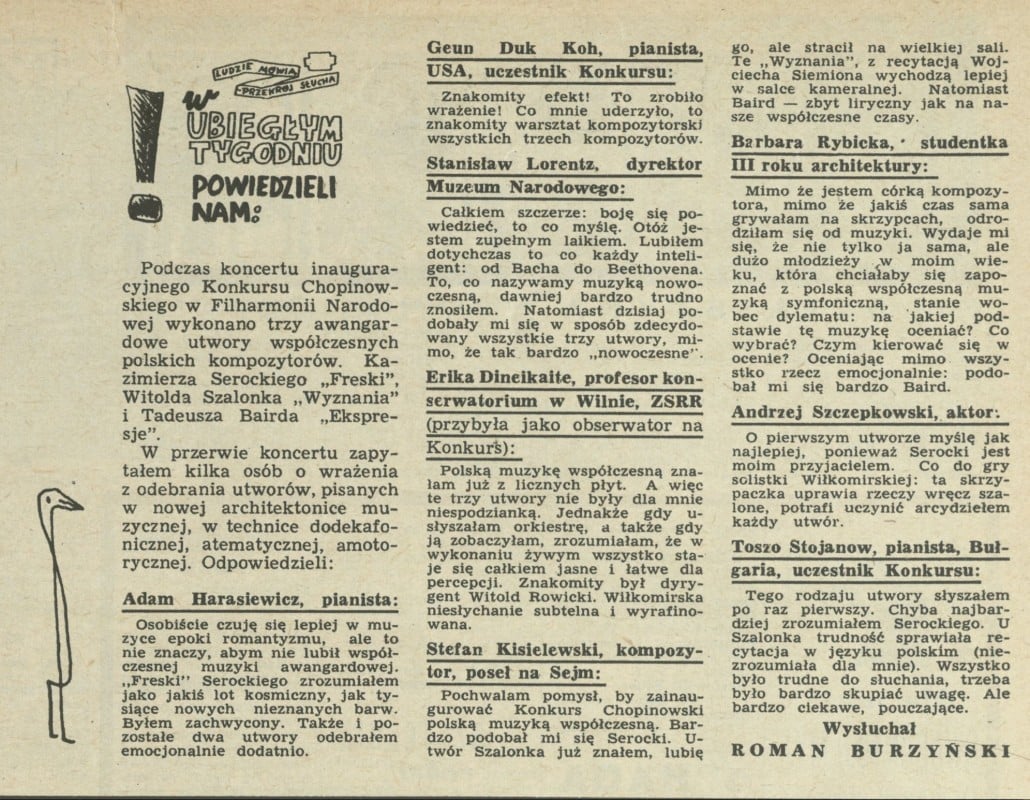 LUDZIE MÓWIĄ
PRZEKRÓJ SŁUCHA
W
UBIEGŁYM
TYGODNIU
POWIEDZIELI
NAM:
Podczas koncertu inaugura-
cyjnego Konkursu Chopinow-
skiego w Filharmonii Narodo-
wej wykonano trzy awangar-
dowe utwory współczesnych
polskich kompozytorów. Ka-
zimierza Serockiego „Freski”,
Witolda Szalonka „Wyznania”
i Tadeusza Bairda „Ekspre-
sje”.
W przerwie koncertu zapy-
tałem kilka osób o wrażenia
z odebrania utworów, pisanych
w nowej architektonice mu-
zycznej, w technice dodekafo-
nicznej, atematycznej, amoto-
rycznej. Odpowiedzieli:
Adam Harasiewicz, pianista:
Osobiście czuję się lepiej w mu-
zyce epoki romantyzmu, ale to
nie znaczy, abym nie lubił współ-
czesnej muzyki awangardowej.
„Freski” Serockiego zrozumiałem
jako jakiś lot kosmiczny, jak ty-
siące nowych nieznanych barw.
Byłem zachwycony. Także i po-
zostałe dwa utwory odebrałem
emocjonalnie dodatnio.
Geun Duk Koh, pianista,
USA, uczestnik Konkursu:
Znakomity efekt! To zrobiło
wrażenie! Co mnie uderzyło, to
znakomity warsztat kompozytorski
wszystkich trzech kompozytorów.
Stanisław Lorentz, dyrektor
Muzeum Narodowego:
Całkiem szczerze: boję się po-
wiedzieć, to co myślę. Otóż je-
stem zupełnym laikiem. Lubiłem
dotychczas to co każdy inteli-
gent: od Bacha do Beethovena.
To, co nazywamy muzyką nowo-
czesną, dawniej bardzo trudno
znosiłem. Natomiast dzisiaj po-
dobały mi się w sposób zdecydo-
wany wszystkie trzy utwory, mi-
mo, że tak bardzo „nowoczesne”.
Erika Dineikaite, profesor kon-
serwatorium w Wilnie, ZSRR
(przybyła jako obserwator na
Konkurs):
Polską muzykę współczesną zna-
łam już z licznych płyt. A więc
te trzy utwory nie były dla mnie
niespodzianką. Jednakże gdy u-
słyszałam orkiestrę, a także gdy
ją zobaczyłam, zrozumiałam, że w
wykonaniu żywym wszystko sta-
je się całkiem jasne i łatwe dla
percepcji. Znakomity był dyry-
gent Witold Rowicki. Wiłkomirska
niesłychanie subtelna i wyrafino-
wana.
Stefan Kisielewski, kompozy-
tor, poseł na Sejm:
Pochwalam pomysł, by zainau-
gurować Konkurs Chopinowski
polską muzyką współczesną. Bar-
dzo podobał mi się Serocki. U-
twór Szalonka już znałem, lubię
go, ale stracił na wielkiej sali.
Te „Wyznania”, z recytacją Woj-
ciecha Siemiona wychodzą lepiej
w salce kameralnej. Natomiast
Baird — zbyt liryczny jak na na-
sze współczesne czasy.
Barbara Rybicka, studentka
III roku architektury:
Mimo że jestem córką kompozy-
tora, mimo że jakiś czas sama
grywałam na skrzypcach, odro-
dziłam się od muzyki. Wydaje mi
się, że nie tylko ja sama, ale
dużo młodzieży w moim wie-
ku, która chciałaby się zapo-
znać z polską współczesną mu-
zyką symfoniczną, stanie wo-
bec dylematu: na jakiej pod-
stawie tę muzykę oceniać? Co
wybrać? Czym kierować się w
ocenie? Oceniając mimo wszy-
stko rzecz emocjonalnie: podo-
bał mi się bardzo Baird.
Andrzej Szczepkowski, aktor:
O pierwszym utworze myślę jak
najlepiej, ponieważ Serocki jest
moim przyjacielem. Co do gry
solistki Wiłkomirskiej: ta skrzy-
paczka uprawia rzeczy wręcz sza-
lone, potrafi uczynić arcydziełem
każdy utwór.
Toszo Stojanow, pianista, Buł-
garia, uczestnik Konkursu:
Tego rodzaju utwory słyszałem
po raz pierwszy. Chyba najbar-
dziej zrozumiałem Serockiego. U
Szalonka trudność sprawiała re-
cytacja w języku polskim (nie-
zrozumiała dla mnie). Wszystko
było trudne do słuchania, trzeba
było bardzo skupiać uwagę. Ale
bardzo ciekawe, pouczające.
Wysłuchał
ROMAN BURZYŃSKI